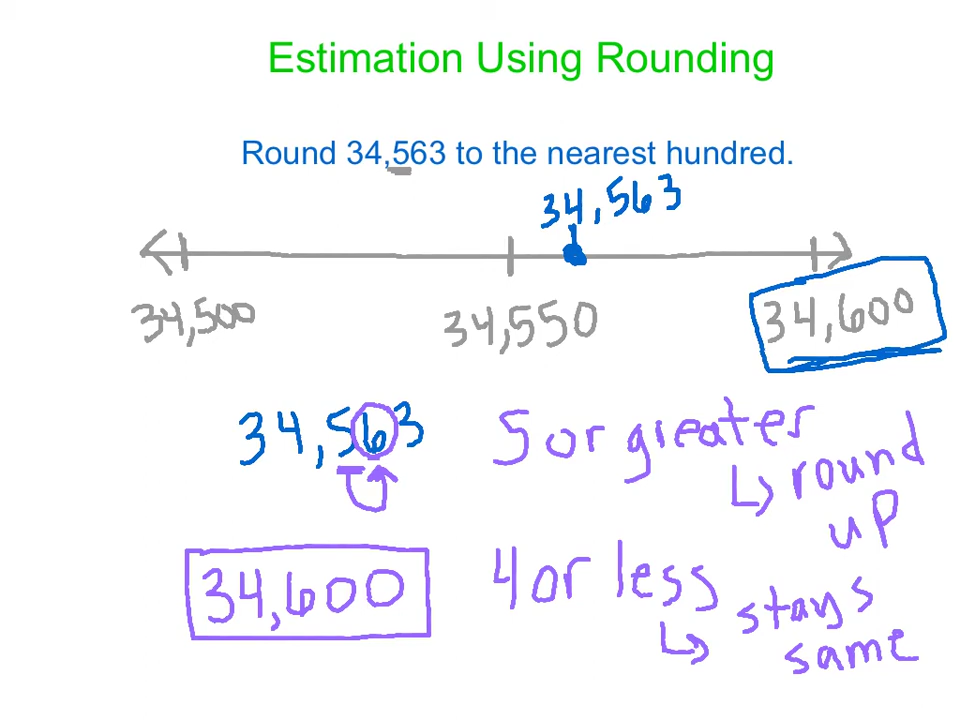 Estimation Using Rounding
Round 34,563 to the nearest hundred.
34,563
34,500 34,550 34,600
34,563
5 or greater
round
up
34,600
4 or less
stays
same